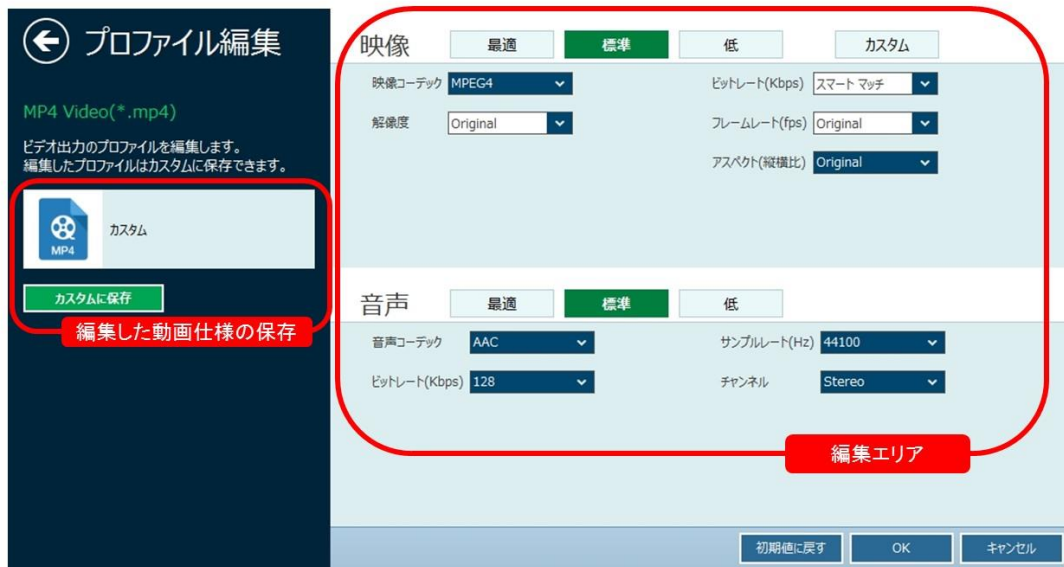 プロファイル編集
MP4 Video(*.mp4)
ビデオ出力のプロファイルを編集します。
編集したプロファイルはカスタムに保存できます。
MP4
カスタム
カスタムに保存
編集した動画仕様の保存
映像 最適 標準 低 カスタム
映像コーデック MPEG4 ビットレート(Kbps) スマート マッチ
解像度 Original フレームレート(fps) Original
アスペクト(縦横比) Original
音声 最適 標準 低
音声コーデック AAC サンプルレート(Hz) 44100
ビットレート(Kbps) 128 チャンネル Stereo
編集エリア
初期値に戻す OK キャンセル